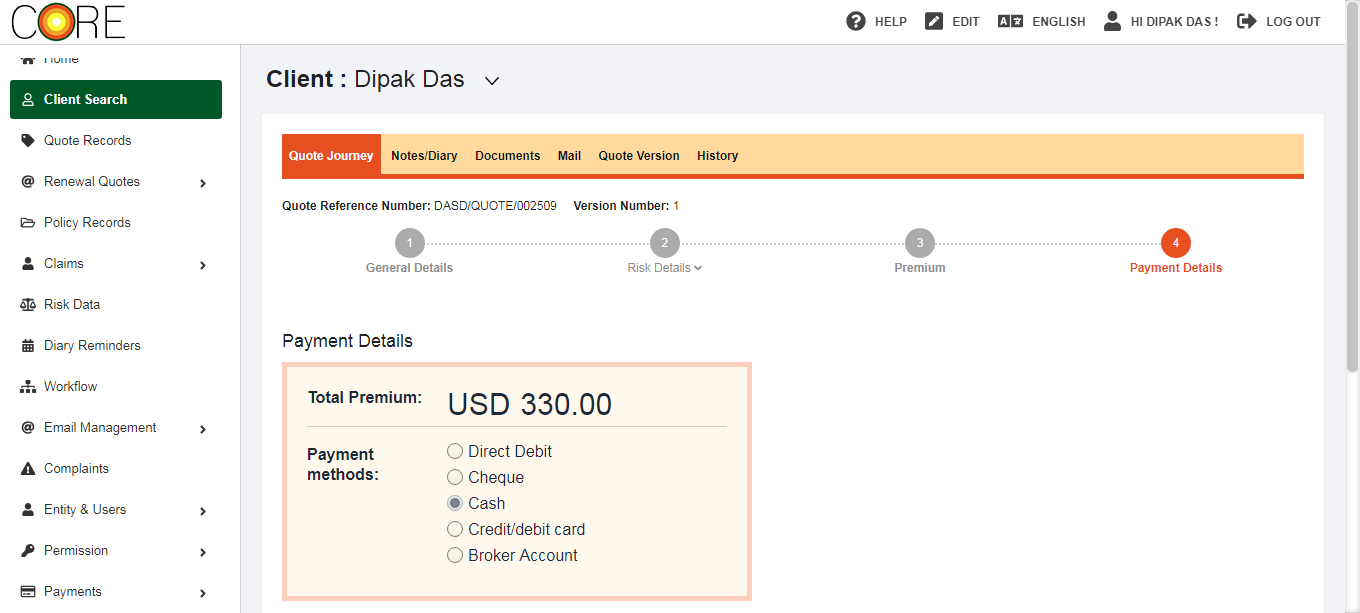 CORE
HELP EDIT ENGLISH HI DIPAK DAS ! LOG OUT
Home
Client Search
Quote Records
Renewal Quotes
Policy Records
Claims
Risk Data
Diary Reminders
Workflow
Email Management
Complaints
Entity & Users
Permission
Payments
Client : Dipak Das
Quote Journey Notes/Diary Documents Mail Quote Version History
Quote Reference Number: DASD/QUOTE/002509 Version Number: 1
1 2 3 4
General Details Risk Details Premium Payment Details
Payment Details
Total Premium: USD 330.00
Payment methods:
Direct Debit
Cheque
Cash
Credit/debit card
Broker Account